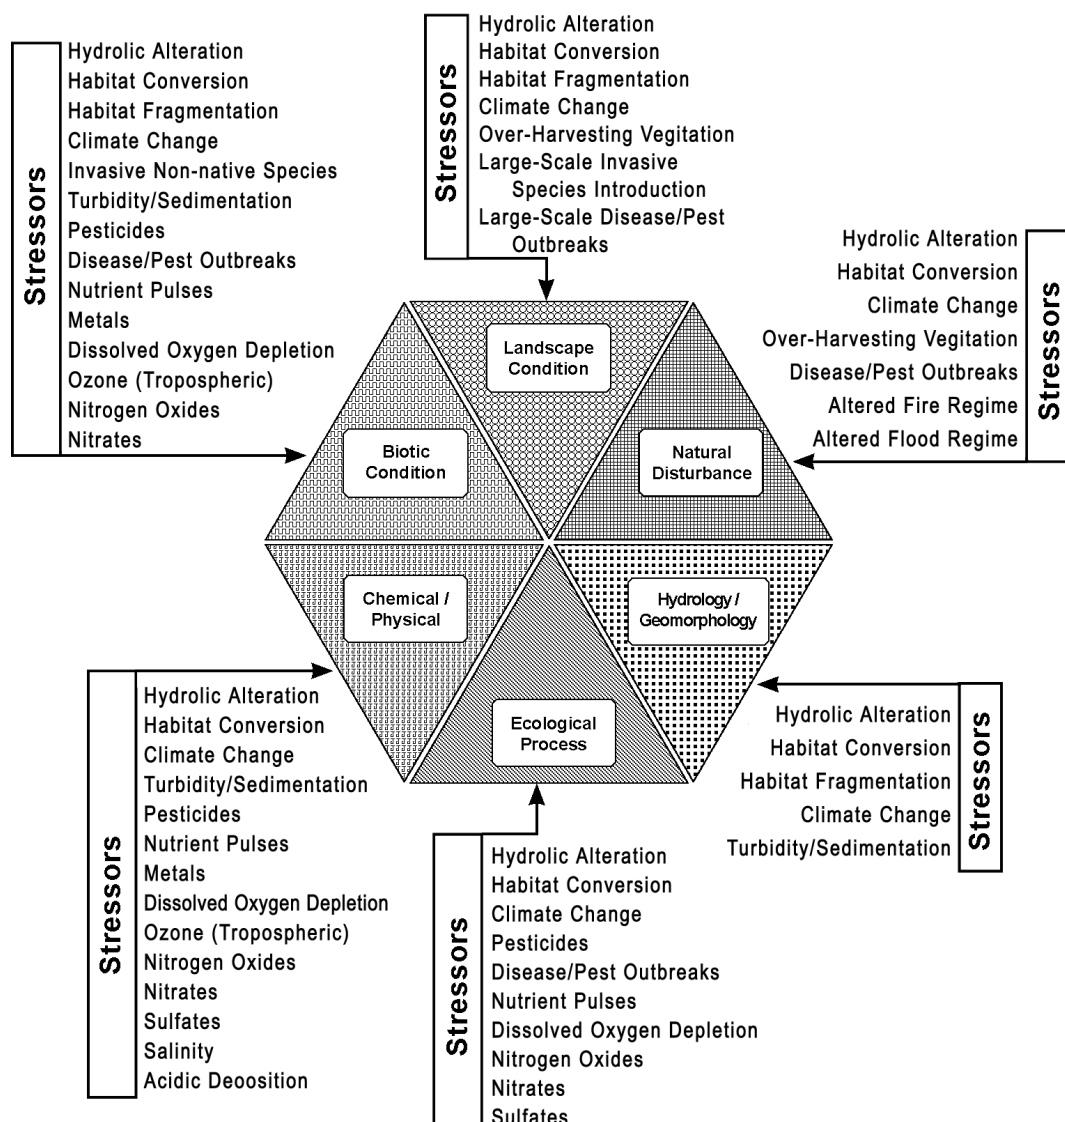 Stressors
Hydrolic Alteration
Habitat Conversion
Habitat Fragmentation
Climate Change
Invasive Non-native Species
Turbidity/Sedimentation
Pesticides
Disease/Pest Outbreaks
Nutrient Pulses
Metals
Dissolved Oxygen Depletion
Ozone (Tropospheric)
Nitrogen Oxides
Nitrates
Stressors
Hydrolic Alteration
Habitat Conversion
Habitat Fragmentation
Climate Change
Over-Harvesting Vegitation
Large-Scale Invasive
Species Introduction
Large-Scale Disease/Pest
Outbreaks
Stressors
Hydrolic Alteration
Habitat Conversion
Climate Change
Over-Harvesting Vegitation
Disease/Pest Outbreaks
Altered Fire Regime
Altered Flood Regime
Landscape
Condition
Biotic
Condition
Natural
Disturbance
Chemical /
Physical
Hydrology /
Geomorphology
Ecological
Process
Stressors
Hydrolic Alteration
Habitat Conversion
Climate Change
Turbidity/Sedimentation
Pesticides
Nutrient Pulses
Metals
Dissolved Oxygen Depletion
Ozone (Tropospheric)
Nitrogen Oxides
Nitrates
Sulfates
Salinity
Acidic Deoosition
Stressors
Hydrolic Alteration
Habitat Conversion
Climate Change
Pesticides
Disease/Pest Outbreaks
Nutrient Pulses
Dissolved Oxygen Depletion
Nitrogen Oxides
Nitrates
Sulfates
Stressors
Hydrolic Alteration
Habitat Conversion
Habitat Fragmentation
Climate Change
Turbidity/Sedimentation